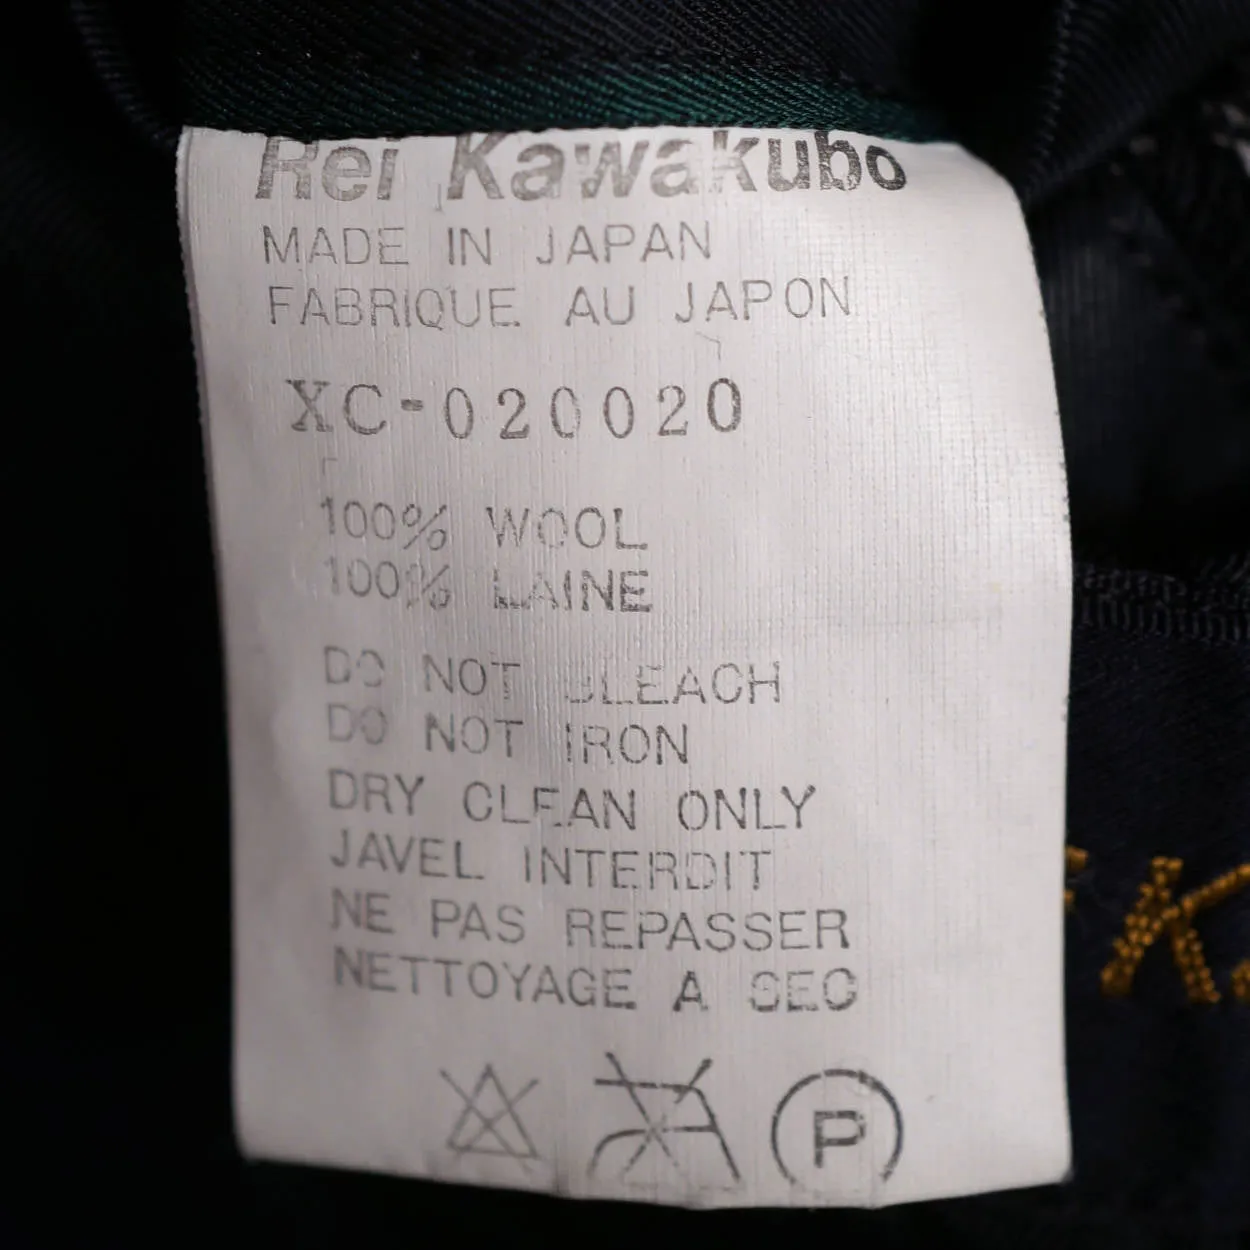 Rei Kawakubo
MADE IN JAPAN
FABRIQUE AU JAPON
XC-020020
100% WOOL
100% LAINE
DO NOT BLEACH
DO NOT IRON
DRY CLEAN ONLY
JAVEL INTERDIT
NE PAS REPASSER
NETTOYAGE A SEC
P
K.